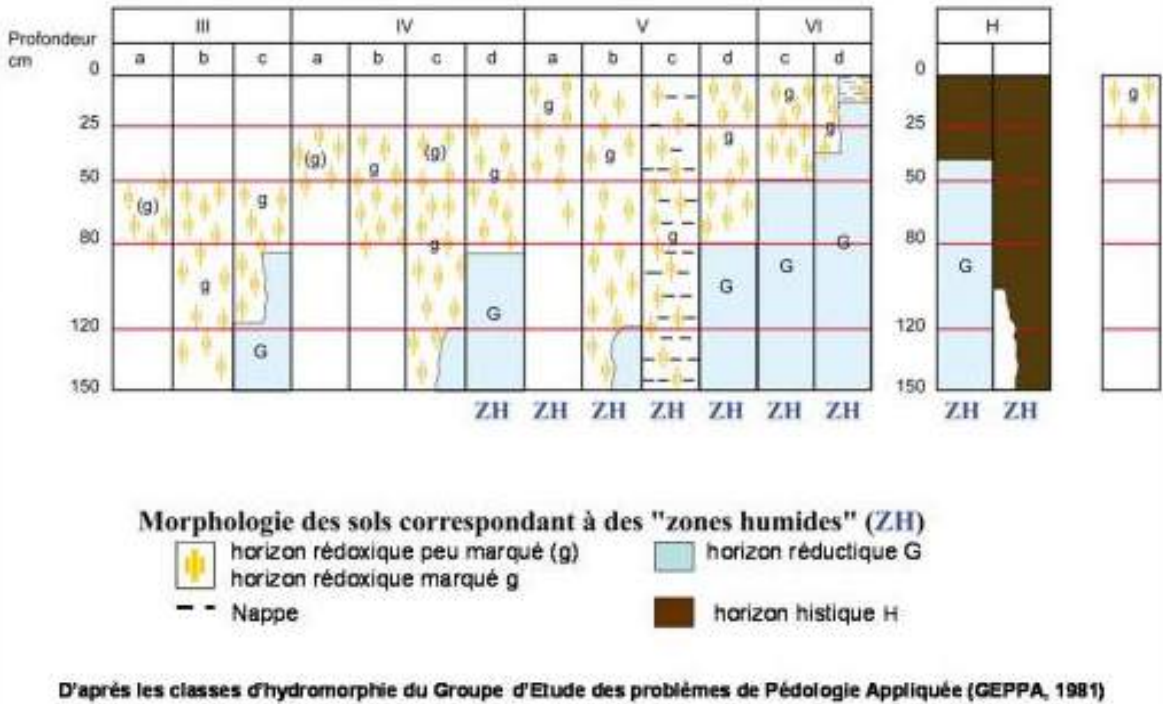 III IV V VI H
Profondeur
cm
a b c a b c d a b c d c d
0 0
g g g
25 25
g
(g) g (g) g g g
50 50
(g) g g
80 80
g g G
g G G G G
120 120
G
150 150
ZH ZH ZH ZH ZH ZH ZH ZH ZH
Morphologie des sols correspondant à des "zones humides" (ZH)
horizon rédoxique peu marqué (g)
horizon rédoxique marqué g
Nappe
horizon réductique G
horizon histique H
D'après les classes d'hydromorphie du Groupe d'Etude des problèmes de Pédologie Appliquée (GEPPA, 1981)